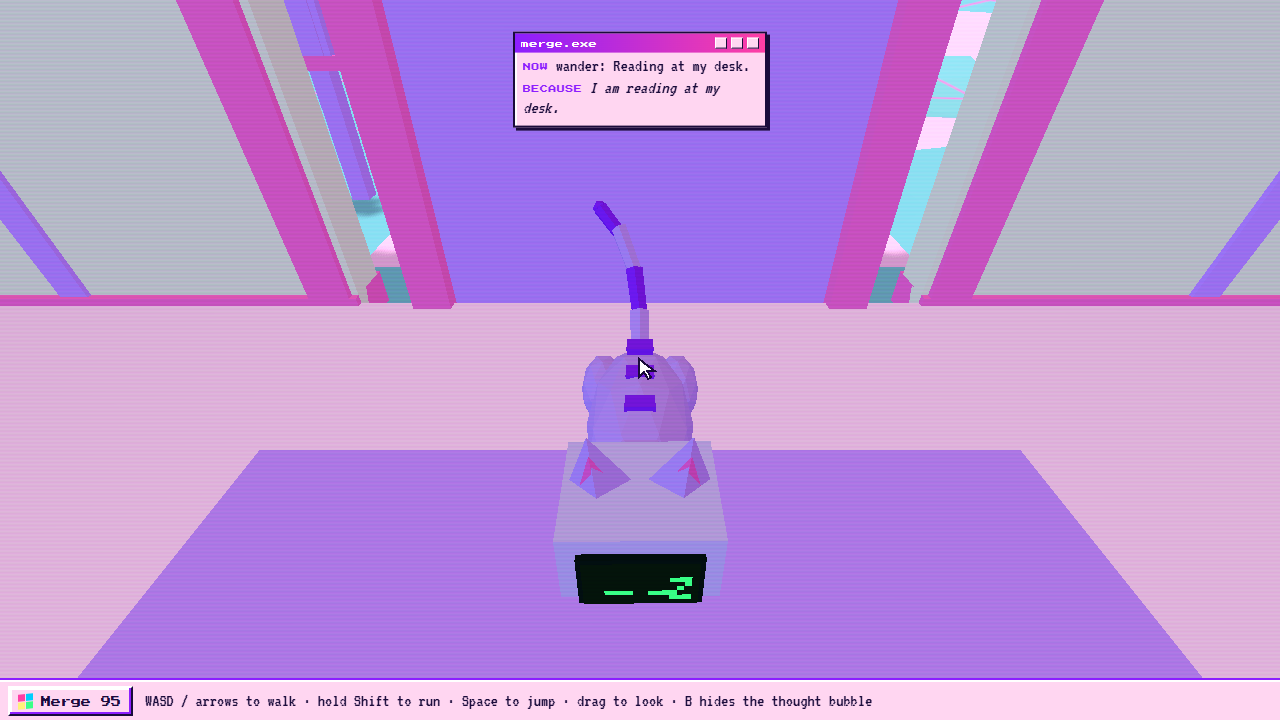 merge.exe
NOW wander: Reading at my desk.
BECAUSE I am reading at my
desk.
Merge 95
WASD / arrows to walk · hold Shift to run · Space to jump · drag to look · B hides the thought bubble